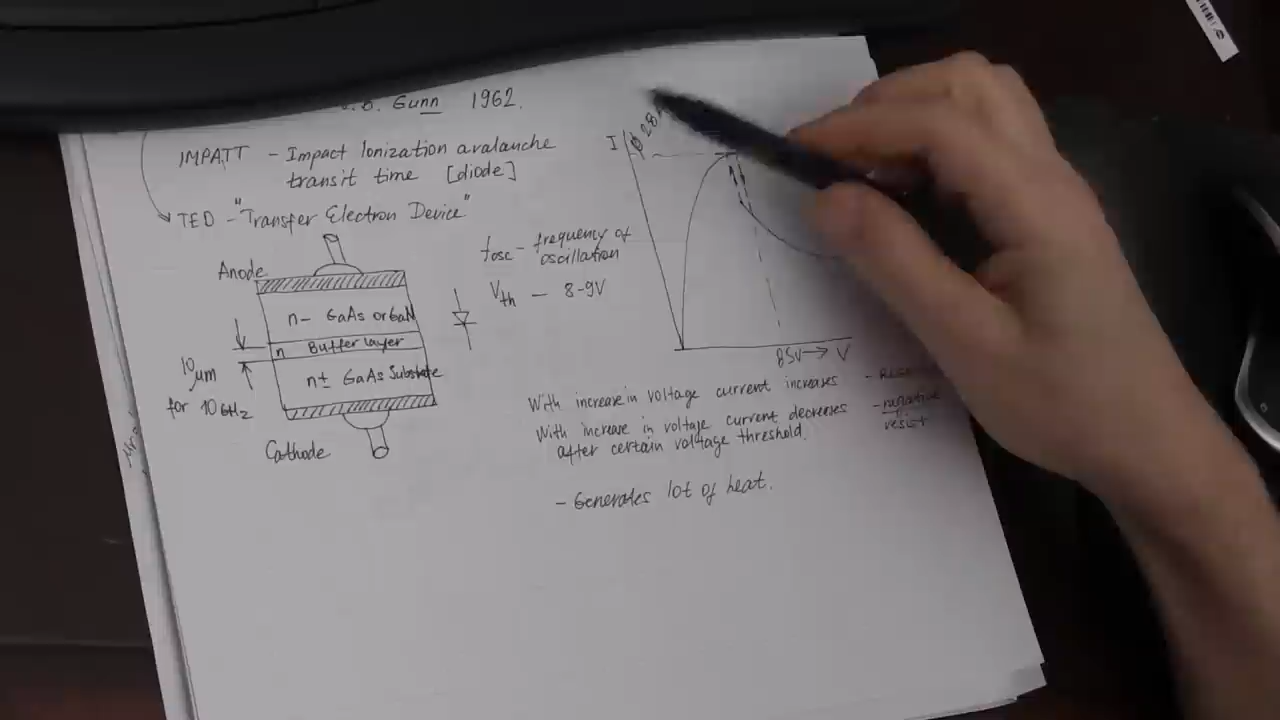 Gunn 1962.
IMPATT - Impact Ionization avalanche
transit time [diode]
TED - "Transfer Electron Device"
Anode
n- GaAs or GaN
n Buffer layer
n± GaAs Substrate
10 μm
for 10 GHz
Cathode
fosc - frequency of
oscillation
Vth - 8-9V
I
V
With increase in voltage current increases
With increase in voltage current decreases - negative
after certain voltage threshold.
- Generates lot of heat.